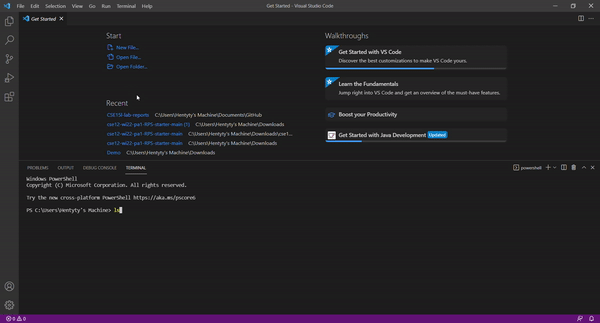 File Edit Selection View Go Run Terminal Help
Get Started - Visual Studio Code
Get Started
Start
New File...
Open File...
Open Folder...
Recent
CSE15l-lab-reports C:\Users\Hentyty's Machine\Documents\GitHub
cse12-wi22-pa1-RPS-starter-main (1) C:\Users\Hentyty's Machine\Downloads
cse12-wi22-pa1-RPS-starter-main C:\Users\Hentyty's Machine\Downloads\cse1...
cse12-wi22-pa1-RPS-starter-main C:\Users\Hentyty's Machine\Downloads
Demo C:\Users\Hentyty's Machine\Downloads
Walkthroughs
Get Started with VS Code
Discover the best customizations to make VS Code yours.
Learn the Fundamentals
Jump right into VS Code and get an overview of the must-have features.
Boost your Productivity
Get Started with Java Development Updated
PROBLEMS OUTPUT DEBUG CONSOLE TERMINAL
powershell
Windows PowerShell
Copyright (C) Microsoft Corporation. All rights reserved.
Try the new cross-platform PowerShell https://aka.ms/pscore6
PS C:\Users\Hentyty's Machine> ls
0 0